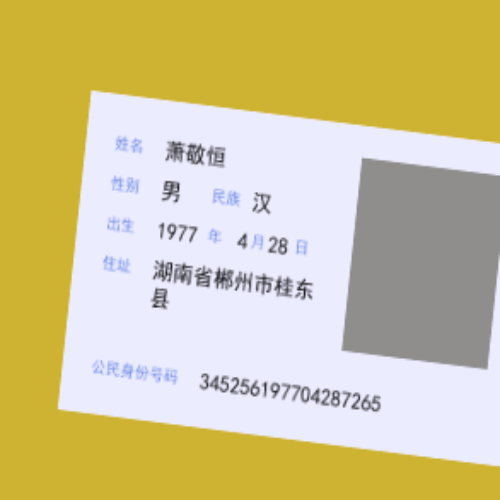 姓名 萧敬恒
性别 男 民族 汉
出生 1977 年 4 月 28 日
住址 湖南省郴州市桂东
县
公民身份号码 345256197704287265